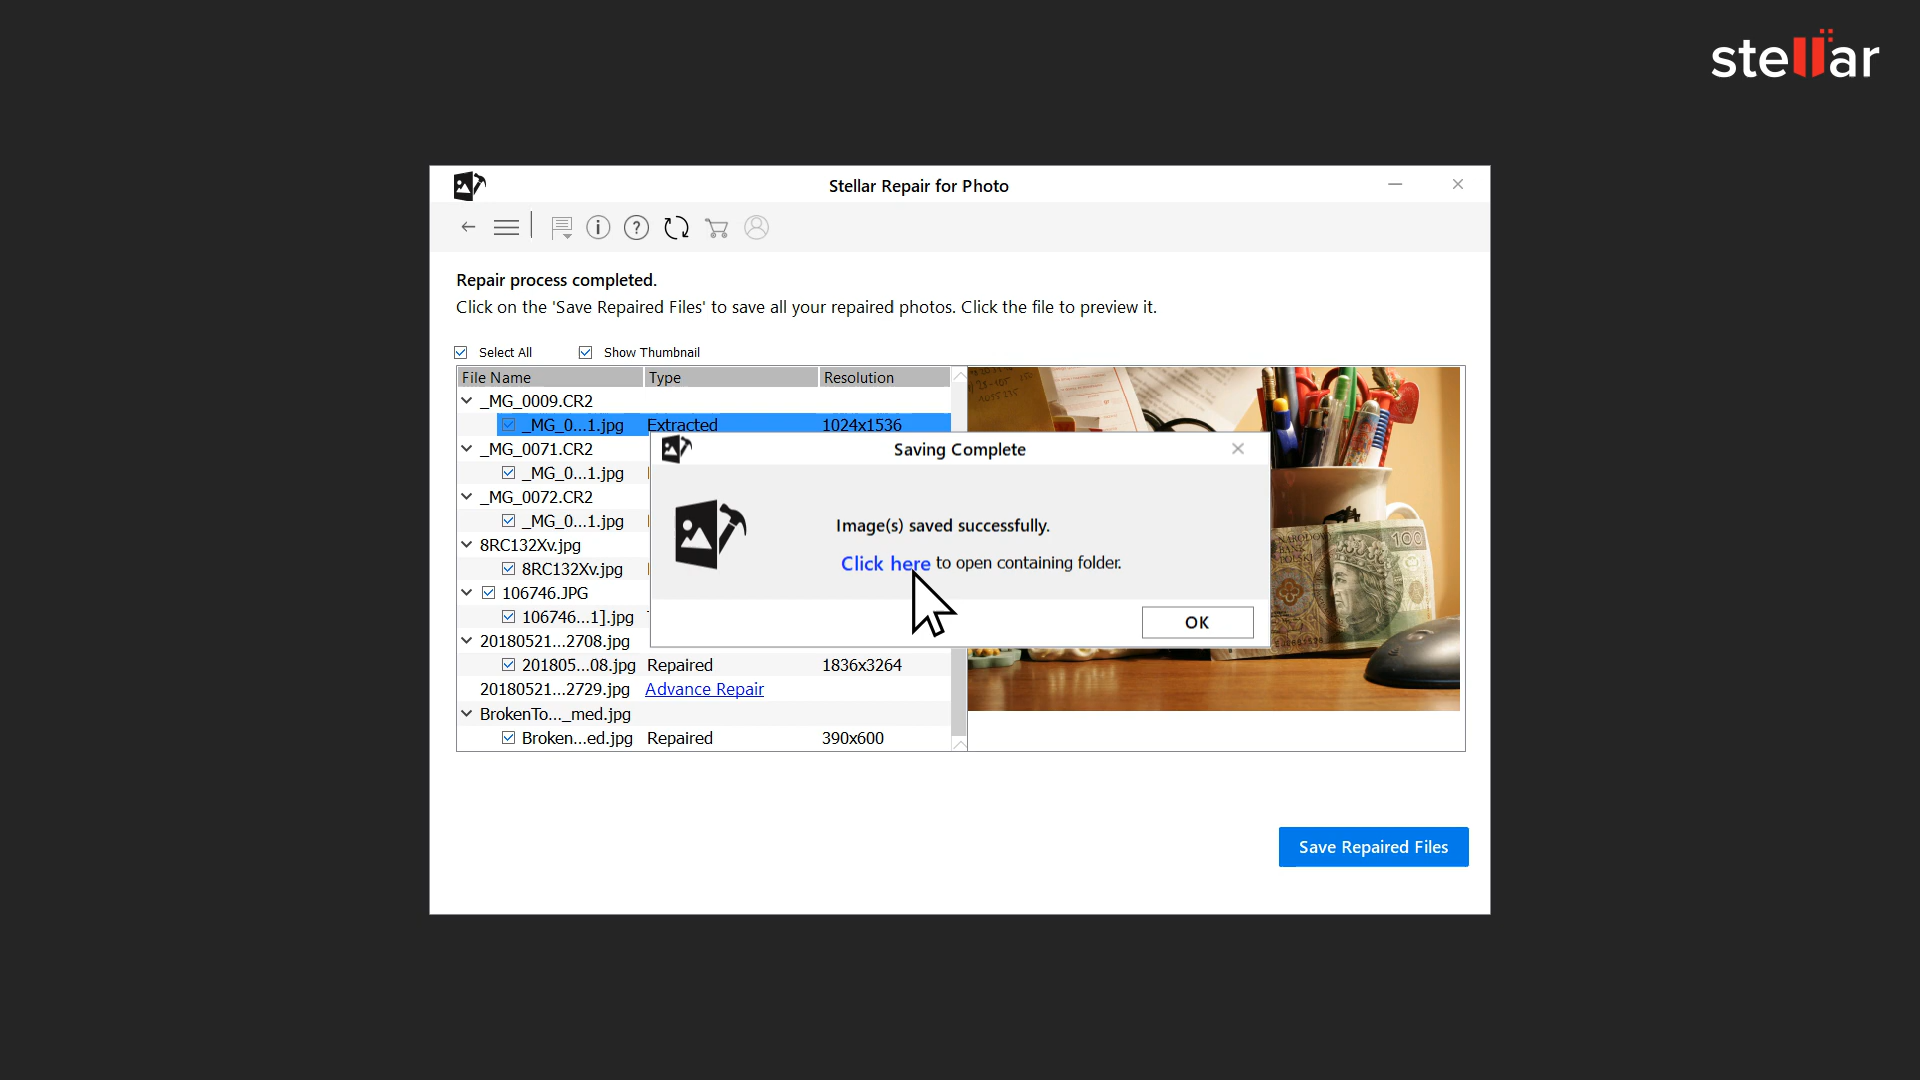 stellar
Stellar Repair for Photo
Repair process completed.
Click on the 'Save Repaired Files' to save all your repaired photos. Click the file to preview it.
Select All
Show Thumbnail
File Name
Type
Resolution
_MG_0009.CR2
_MG_0...1.jpg
Extracted
1024x1536
_MG_0071.CR2
_MG_0...1.jpg
_MG_0072.CR2
_MG_0...1.jpg
8RC132Xv.jpg
8RC132Xv.jpg
106746.JPG
106746...1].jpg
20180521...2708.jpg
201805...08.jpg
Repaired
1836x3264
20180521...2729.jpg
Advance Repair
BrokenTo..._med.jpg
Broken...ed.jpg
Repaired
390x600
Saving Complete
Image(s) saved successfully.
Click here to open containing folder.
OK
NARODOWY
BANK
POLSKI
100
Save Repaired Files